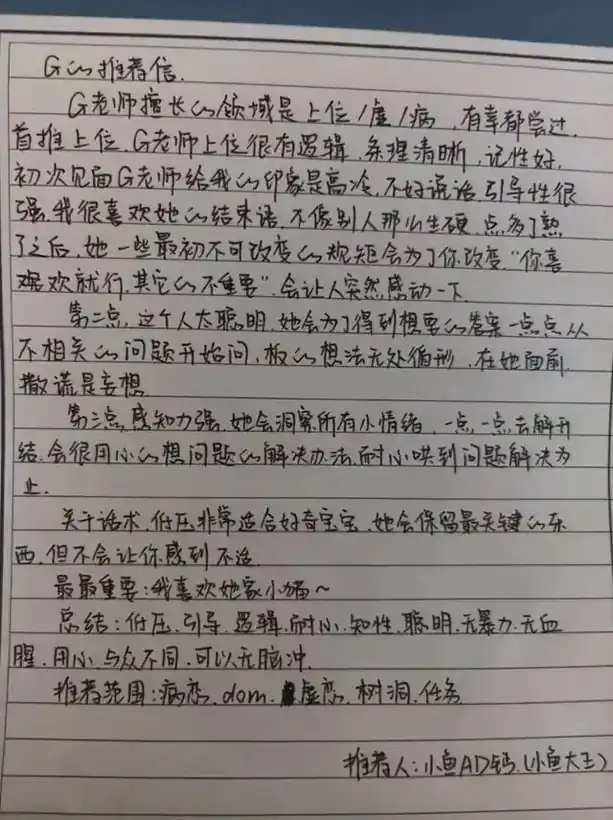 G的推荐信.
G老师擅长的领域是上位/虚/病，有幸都尝过.
首推上位.G老师上位很有逻辑,条理清晰,记性好.
初次见面G老师给我的印象是高冷,不好说话,引导性很
强.我很喜欢她的结束语,不像别人那么生硬.点多了熟
了之后,她一些最初不可改变的规矩会为了你改变."你喜
欢就行,其它的不重要".会让人突然感动一下.
第二点,这个人太聪明,她会为了得到想要的答案一点点从
不相关的问题开始问,板的想法无处循形,在她面前
撒谎是妄想.
第三点,感知力强.她会洞察所有小情绪,一点一点去解开
结.会很用心的想问题的解决办法.耐心哄到问题解决为
止.
关于话术,低压非常适合好奇宝宝.她会保留最关键的东
西,但不会让你感到不适.
最最重要:我喜欢她家小猫~
总结:低压.引导.逻辑.耐心.知性.聪明.无暴力.无血
腥.用心.与众不同.可以无脑冲.
推荐范围:病恋.dom.虚恋.树洞.任务
推荐人:小鱼AD钙.(小鱼大王)